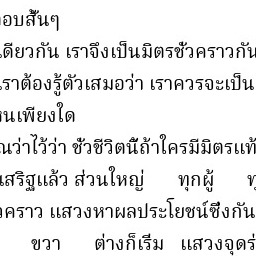 อบสั้นๆ
เดียวกัน เราจึงเป็นมิตรชั่วคราวกัน
เราต้องรู้ตัวเสมอว่า เราควรจะเป็น
หนเพียงใด
ณว่าไว้ว่า ชั่วชีวิตนี้ถ้าใครมีมิตรแท้
นสริฐแล้ว ส่วนใหญ่ ทุกผู้ ทุ
วคราว แสวงหาผลประโยชน์ซึ่งกัน
ขวา ต่างก็เริ่ม แสวงจุดร่